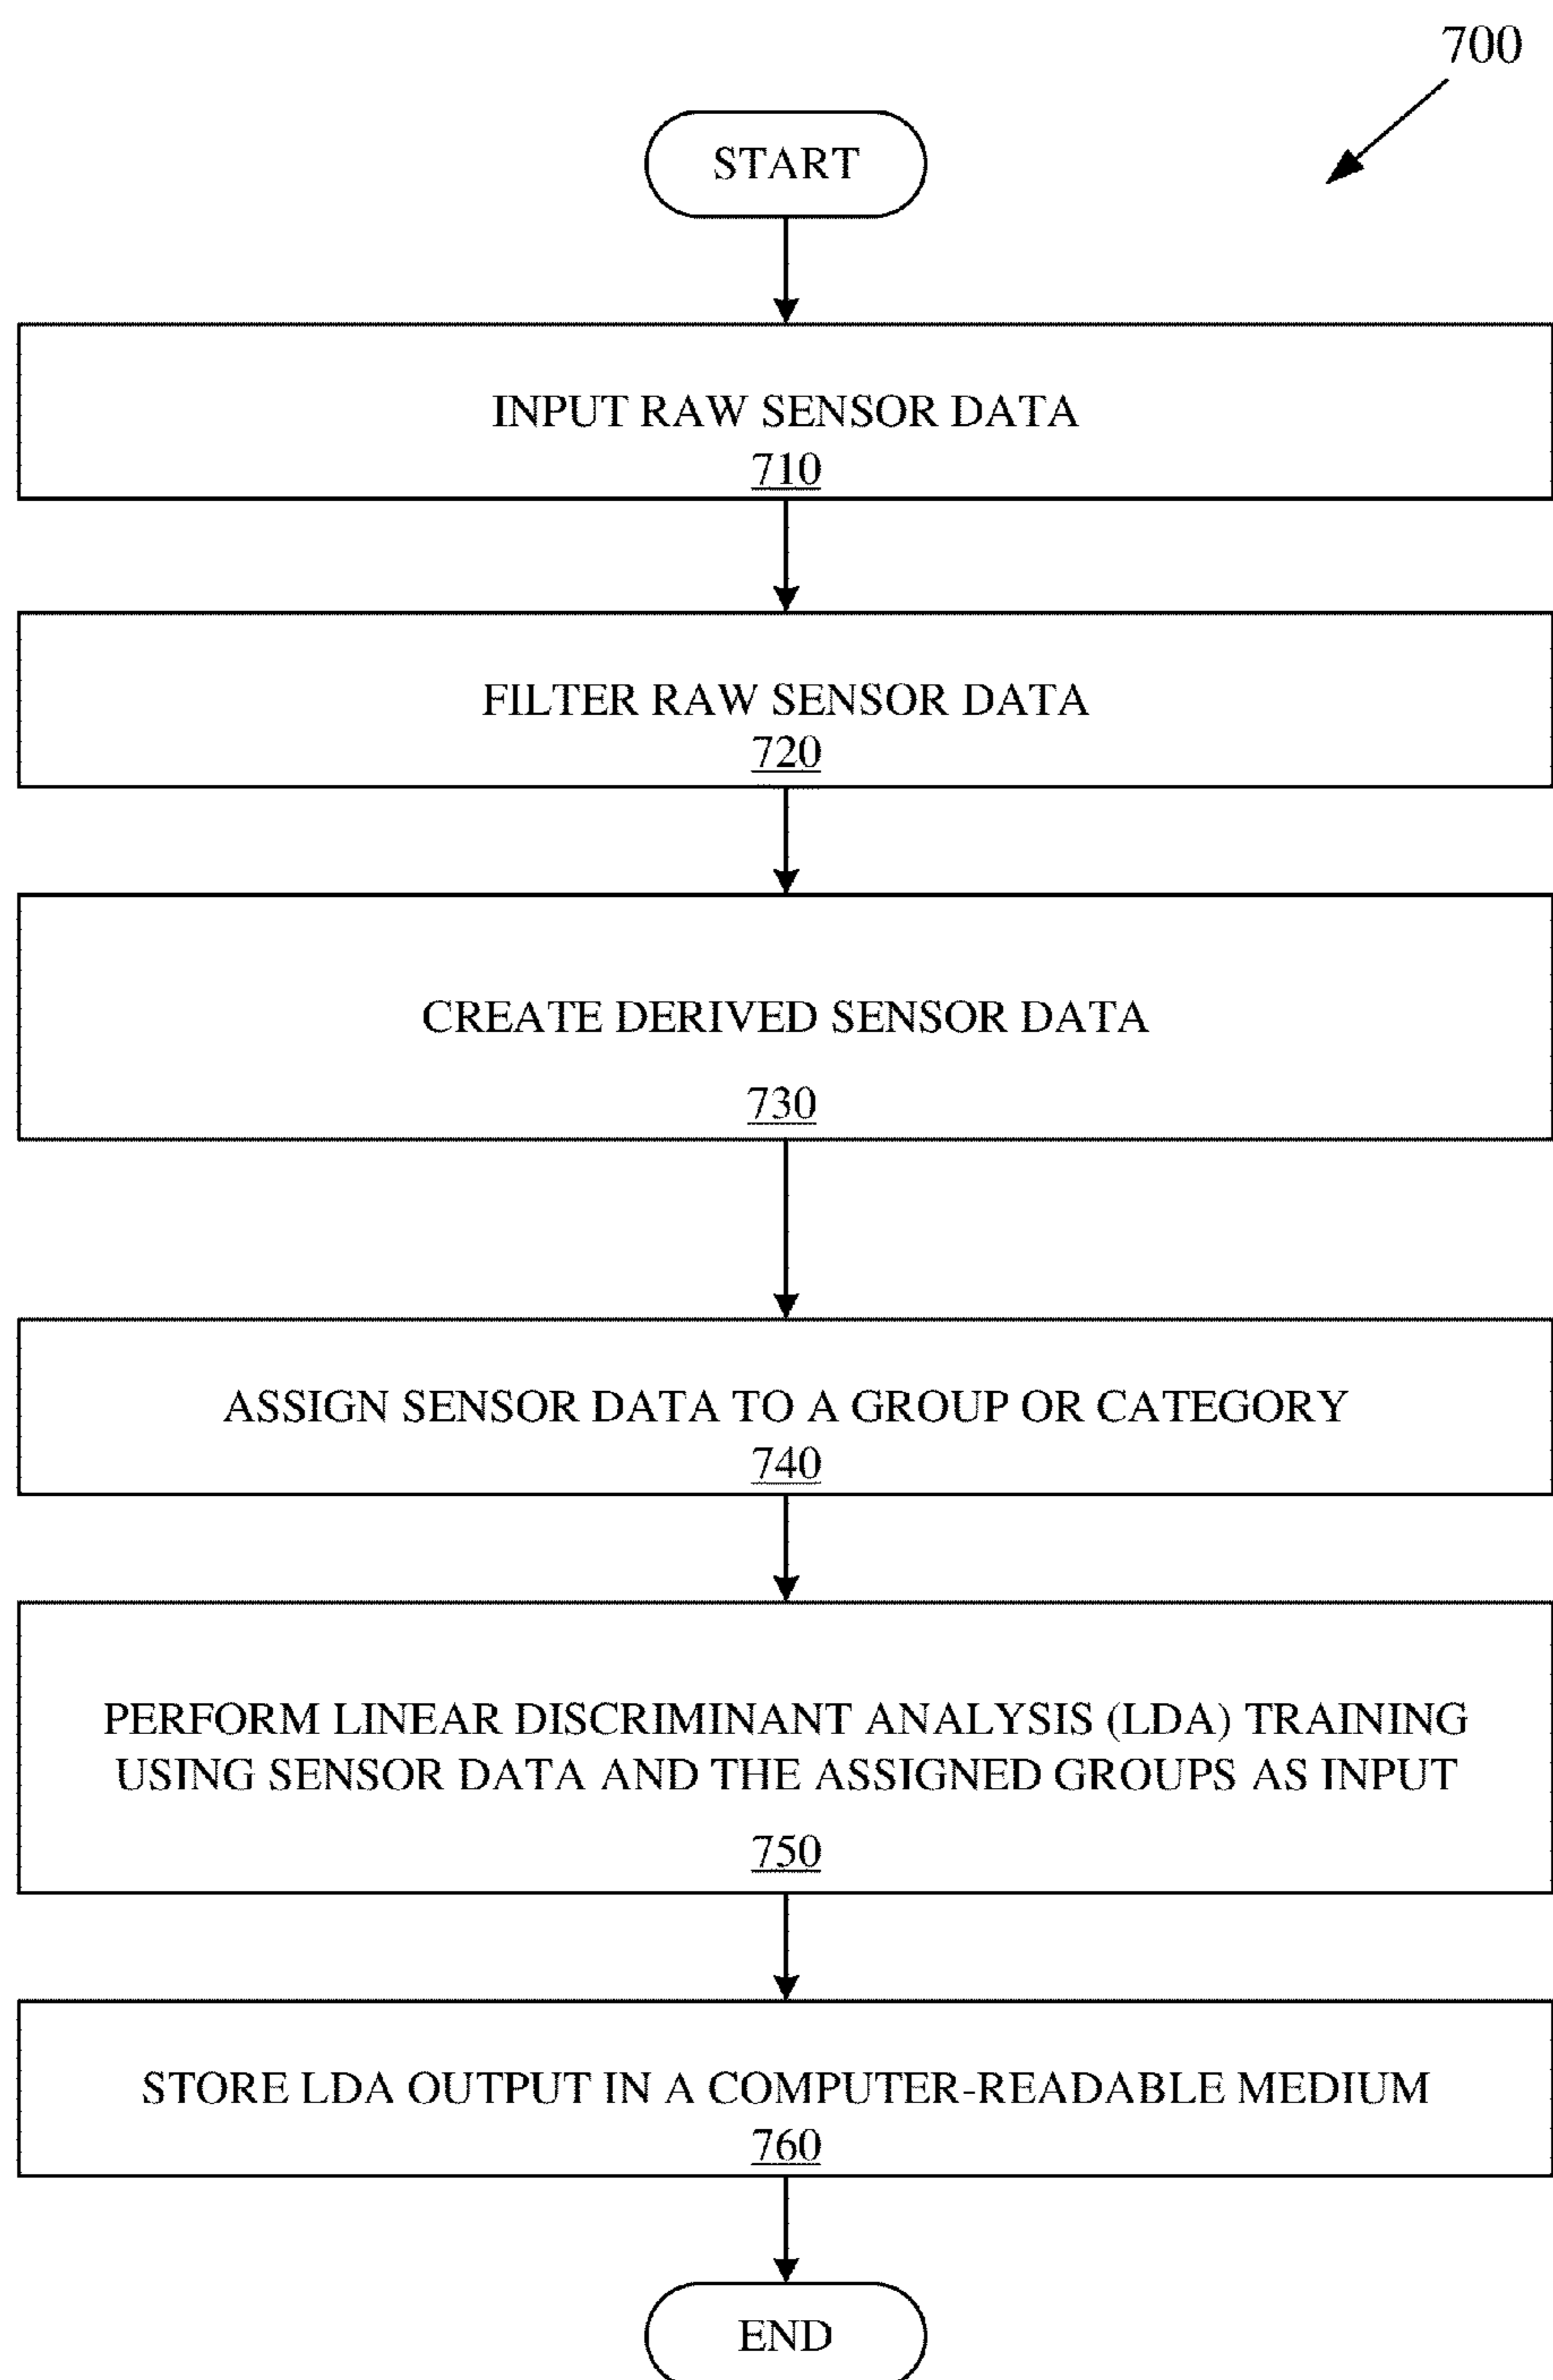 700
START
INPUT RAW SENSOR DATA
710
FILTER RAW SENSOR DATA
720
CREATE DERIVED SENSOR DATA
730
ASSIGN SENSOR DATA TO A GROUP OR CATEGORY
740
PERFORM LINEAR DISCRIMINANT ANALYSIS (LDA) TRAINING
USING SENSOR DATA AND THE ASSIGNED GROUPS AS INPUT
750
STORE LDA OUTPUT IN A COMPUTER-READABLE MEDIUM
760
END